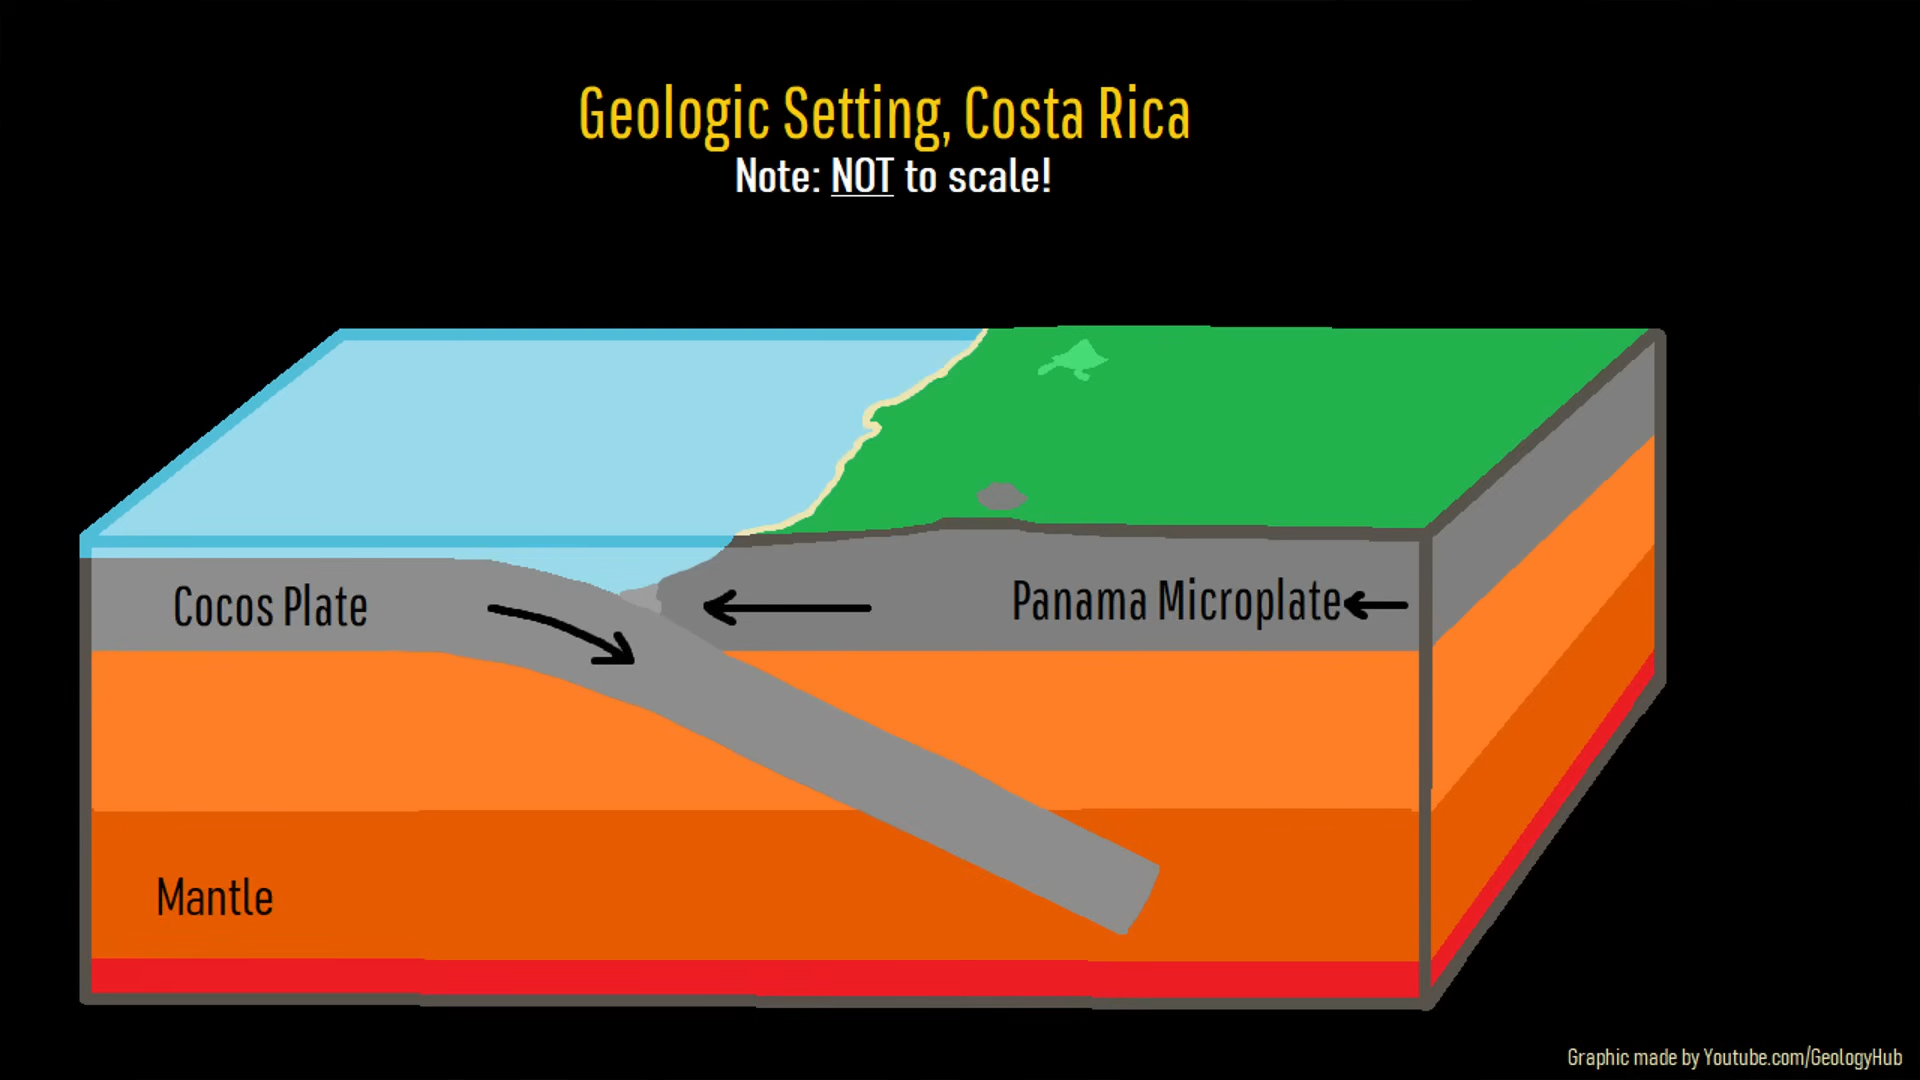 Geologic Setting, Costa Rica
Note: NOT to scale!
Cocos Plate
Panama Microplate
Mantle
Graphic made by Youtube.com/GeologyHub